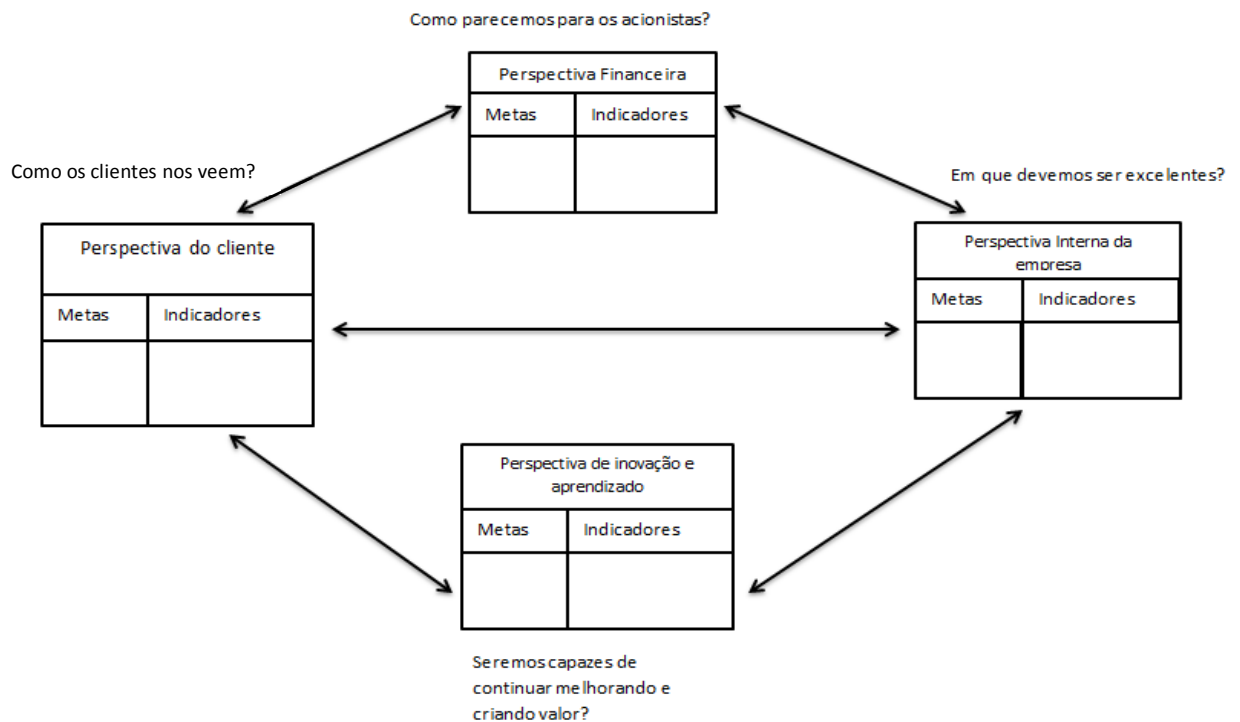 Como parecemos para os acionistas?
Perspectiva Financeira
Metas
Indicadores
Como os clientes nos veem?
Perspectiva do cliente
Metas
Indicadores
Em que devemos ser excelentes?
Perspectiva Interna da
empresa
Metas
Indicadores
Perspectiva de inovação e
aprendizado
Metas
Indicadores
Seremos capazes de
continuar melhorando e
criando valor?